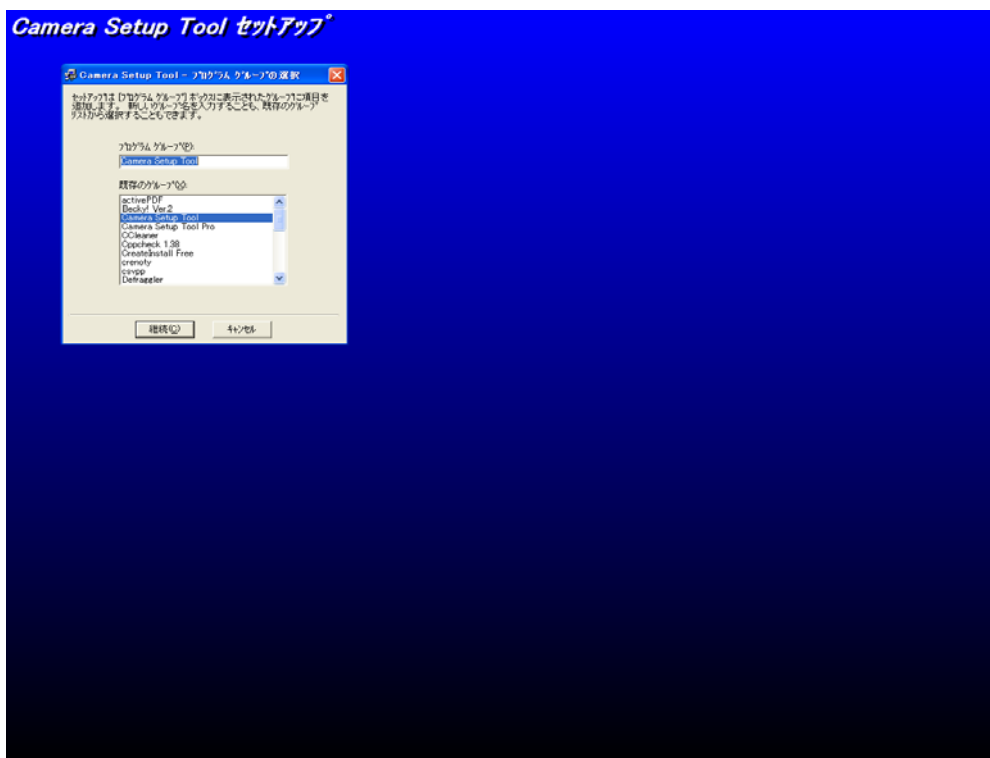 Camera Setup Tool ｾｯﾄｱｯﾌﾟ
Camera Setup Tool - ﾌﾟﾛｸﾞﾗﾑ ｸﾞﾙｰﾌﾟの選択
ｾｯﾄｱｯﾌﾟは [ﾌﾟﾛｸﾞﾗﾑ ｸﾞﾙｰﾌﾟ] ﾎﾞｯｸｽに表示されたｸﾞﾙｰﾌﾟに項目を
追加します。 新しいｸﾞﾙｰﾌﾟ名を入力することも、既存のｸﾞﾙｰﾌﾟ
ﾘｽﾄから選択することもできます。
ﾌﾟﾛｸﾞﾗﾑ ｸﾞﾙｰﾌﾟ(P):
Camera Setup Tool
既存のｸﾞﾙｰﾌﾟ(X):
activePDF
Becky! Ver.2
Camera Setup Tool
Camera Setup Tool Pro
CCleaner
Cppcheck 1.38
CreateInstall Free
crenoty
csvpp
Defraggler
継続(C)
ｷｬﾝｾﾙ